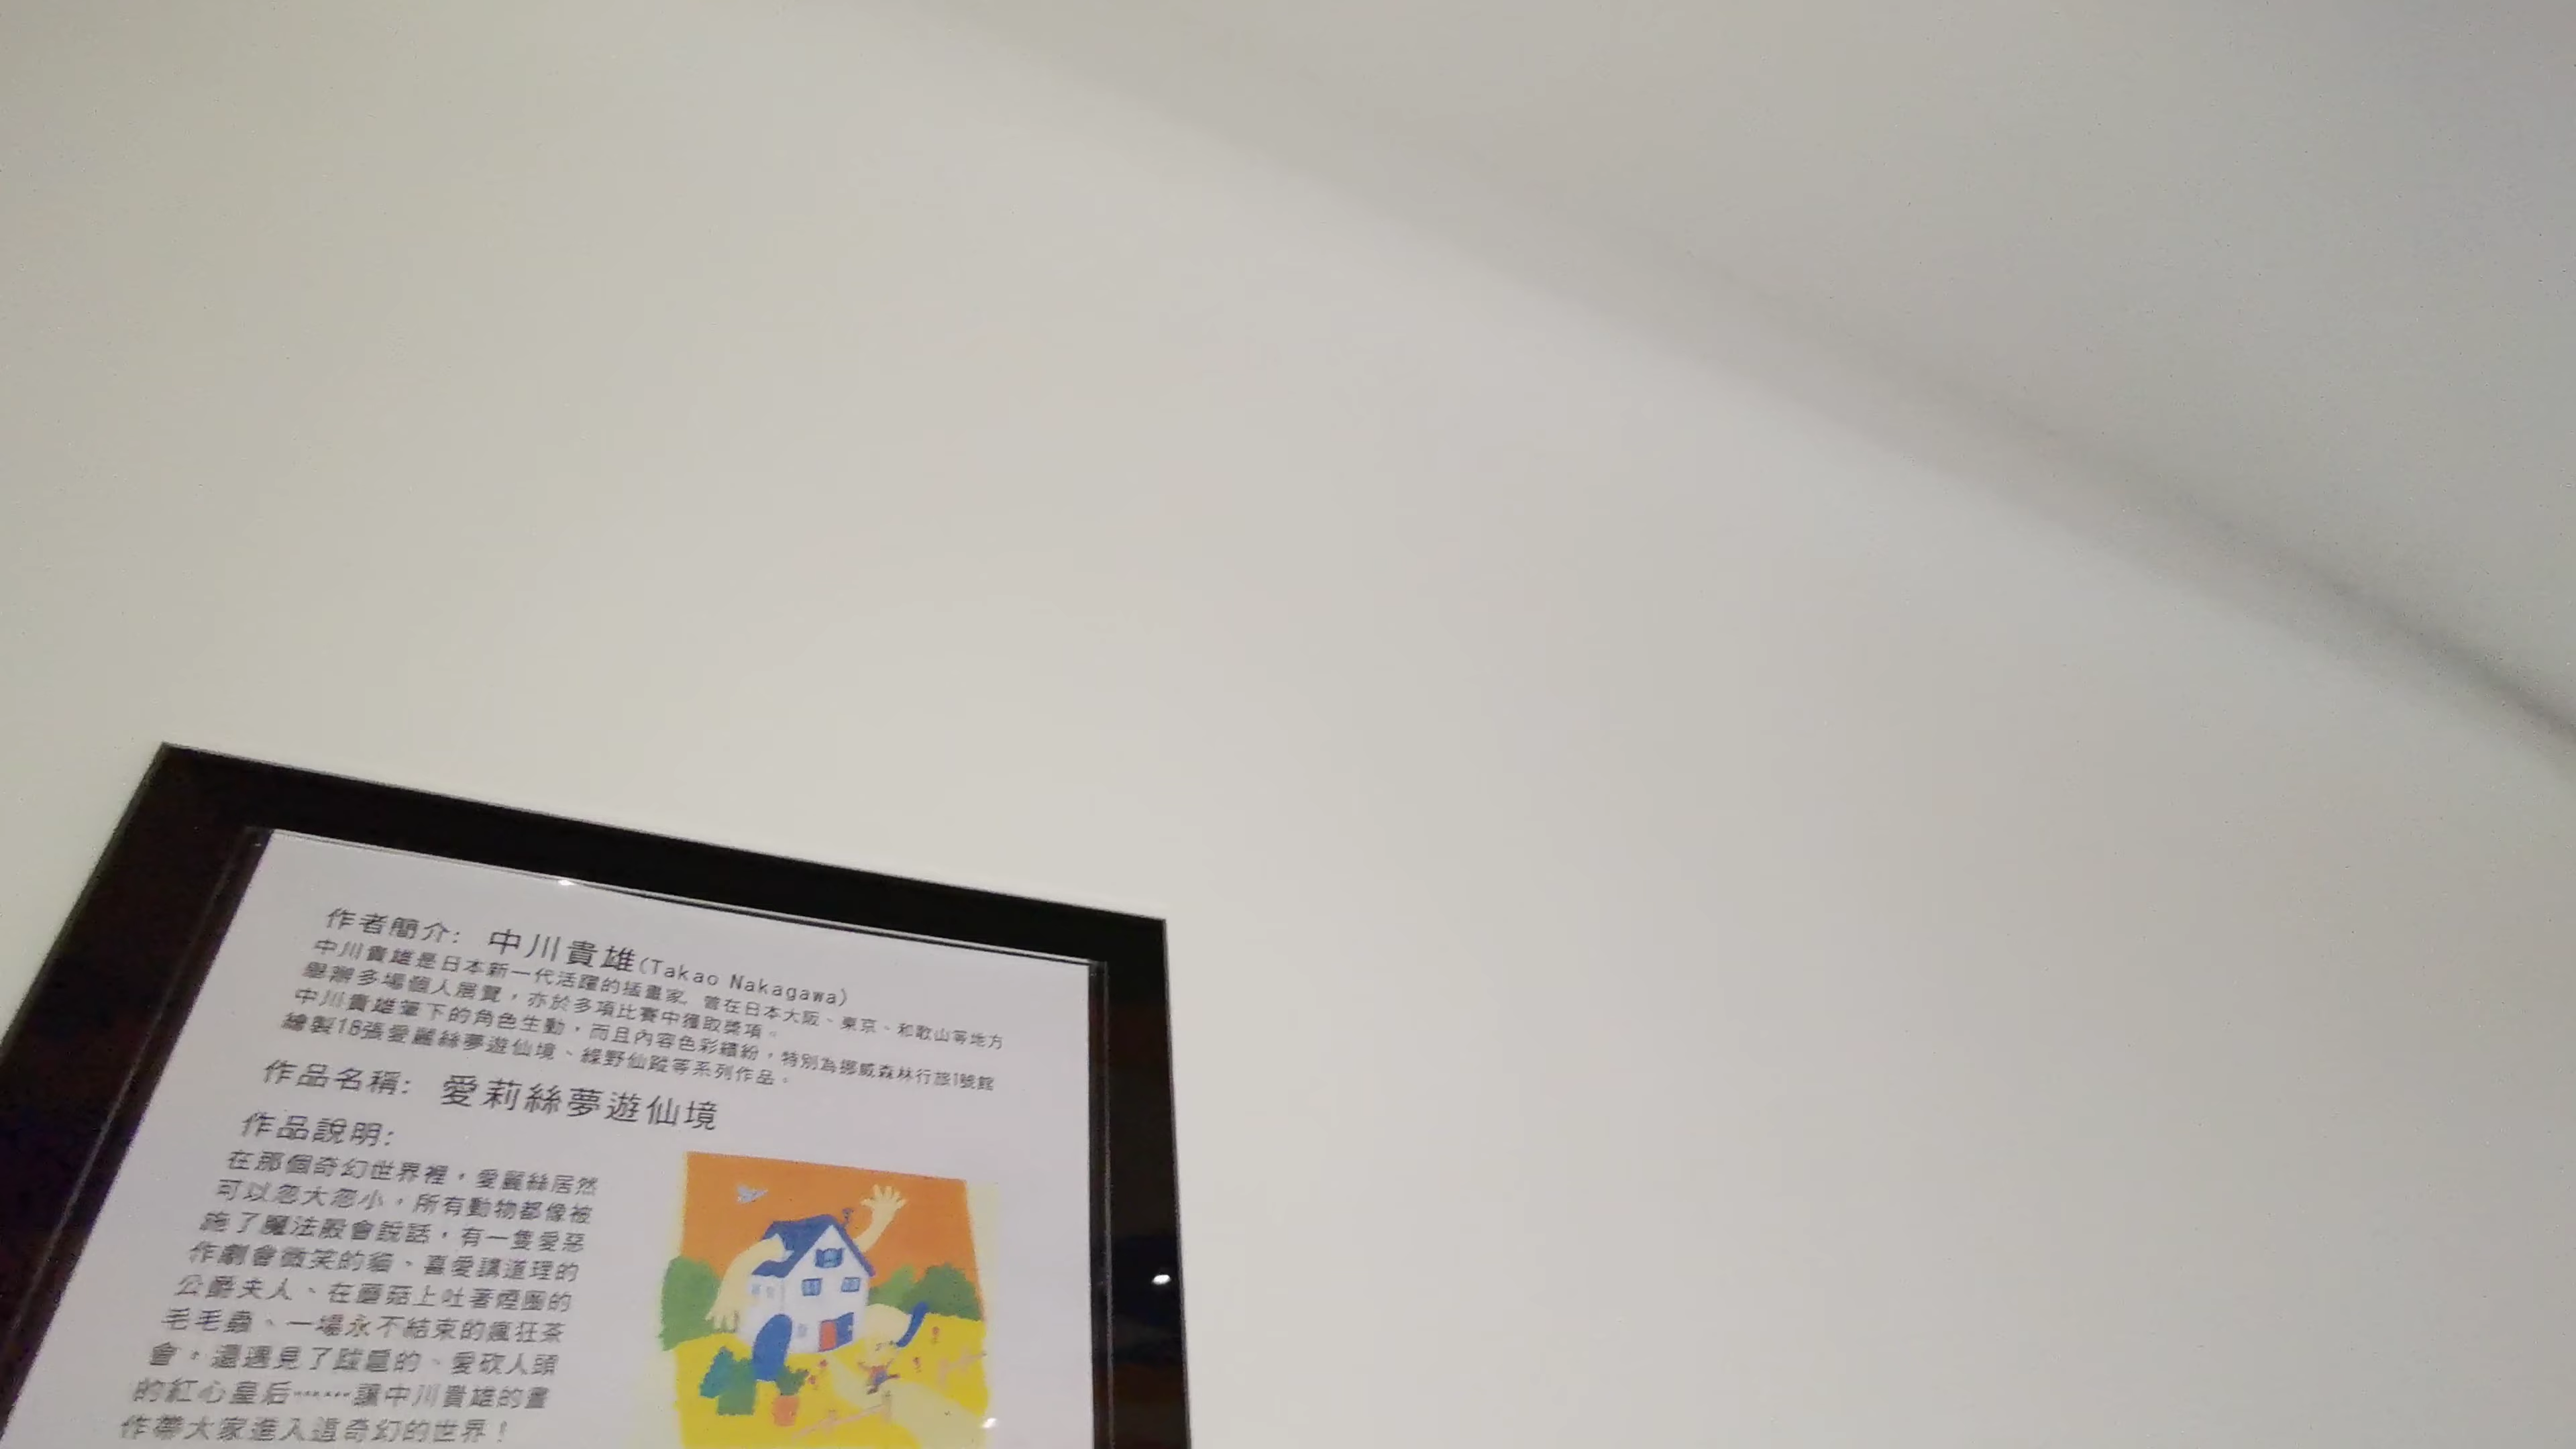 作者簡介: 中川貴雄(Takao Nakagawa)
中川貴雄是日本新一代活躍的插畫家，曾在日本大阪、東京、和歌山等地方
舉辦多場個人展覽，亦於多項比賽中獲取獎項。
中川貴雄筆下的角色生動，而且內容色彩繽紛，特別為挪威森林行旅1號館
繪製18張愛麗絲夢遊仙境、綠野仙蹤等系列作品。
作品名稱: 愛莉絲夢遊仙境
作品說明:
在那個奇幻世界裡，愛麗絲居然
可以忽大忽小，所有動物都像被
施了魔法般會說話，有一隻愛惡
作劇會微笑的貓、喜愛講道理的
公爵夫人、在蘑菇上吐著煙圈的
毛毛蟲、一場永不結束的瘋狂茶
會，還遇見了跋扈的、愛砍人頭
的紅心皇后……讓中川貴雄的畫
作帶大家進入這奇幻的世界！